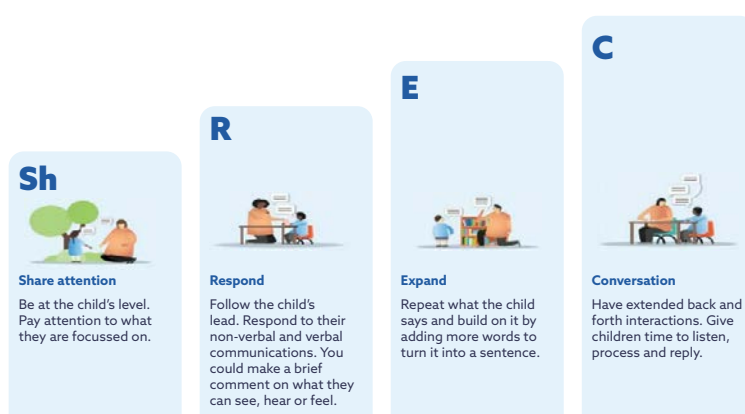 Sh
Share attention
Be at the child's level.
Pay attention to what
they are focussed on.
R
Respond
Follow the child's
lead. Respond to their
non-verbal and verbal
communications. You
could make a brief
comment on what they
can see, hear or feel.
E
Expand
Repeat what the child
says and build on it by
adding more words to
turn it into a sentence.
C
Conversation
Have extended back and
forth interactions. Give
children time to listen,
process and reply.